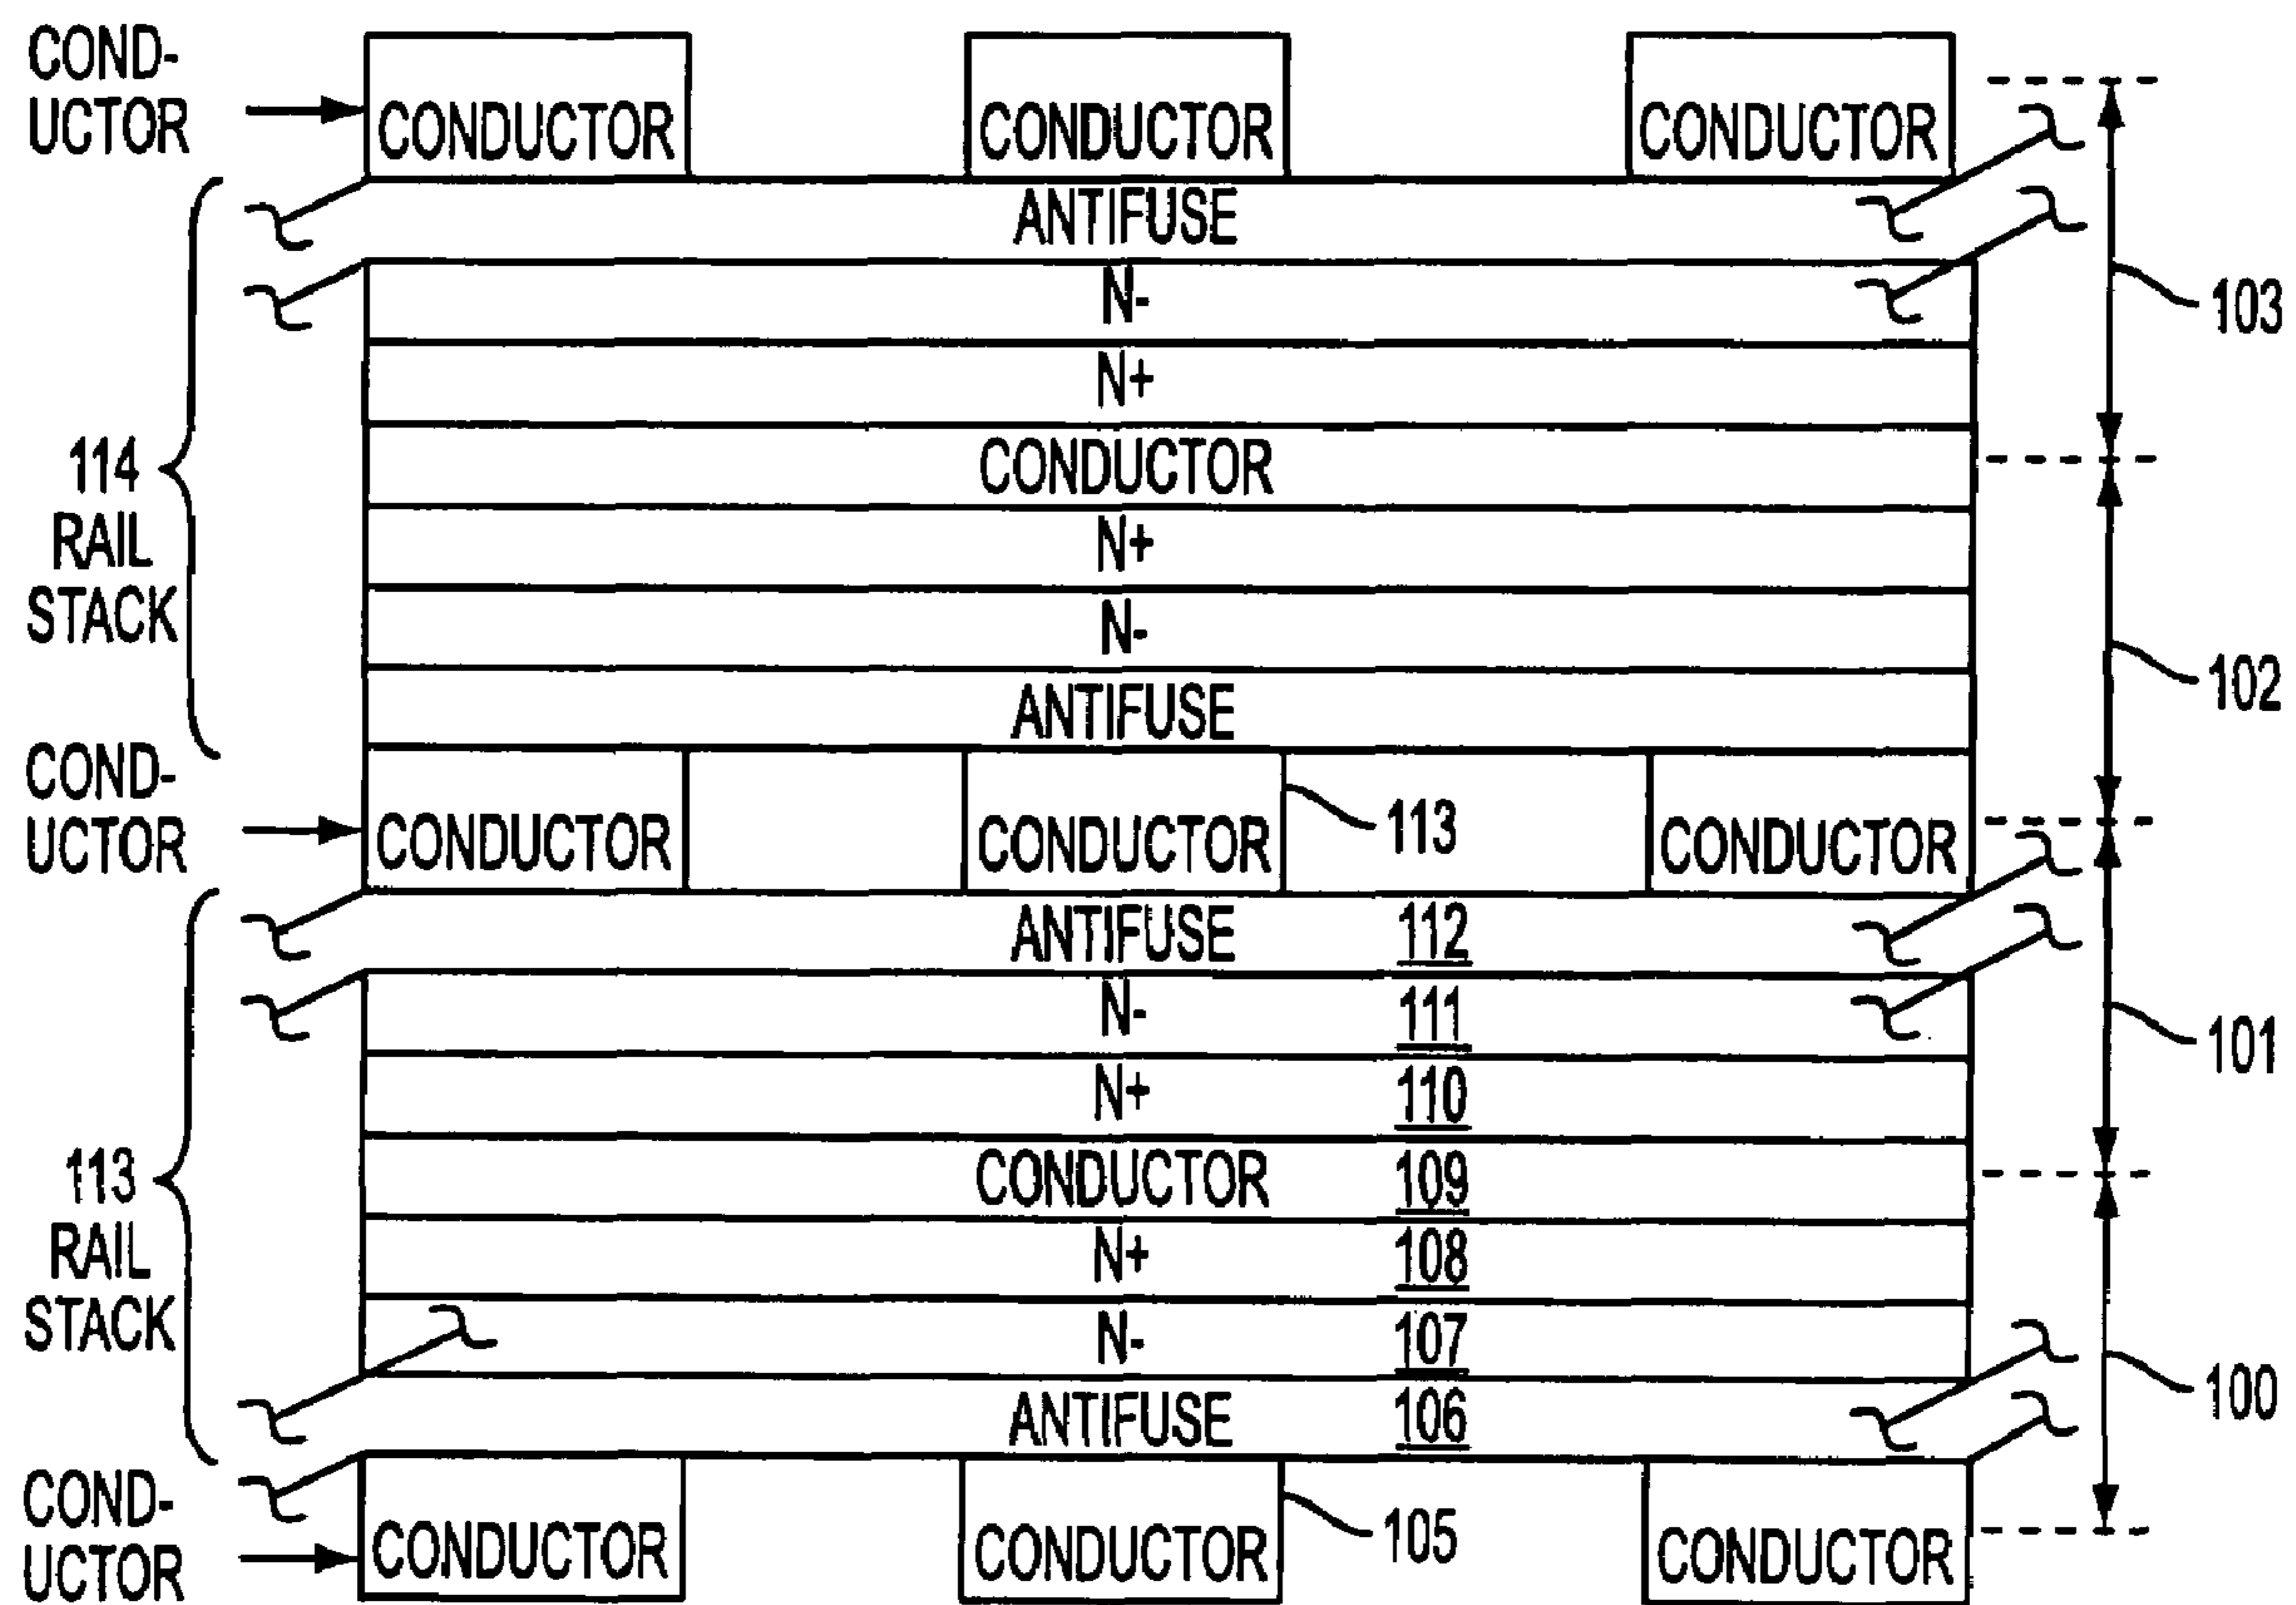 COND-
UCTOR
CONDUCTOR CONDUCTOR CONDUCTOR
ANTIFUSE
N-
103
N+
114
RAIL
STACK
CONDUCTOR
N+
N-
102
ANTIFUSE
COND-
UCTOR
CONDUCTOR CONDUCTOR 113 CONDUCTOR
ANTIFUSE 112
N- 111
101
N+ 110
113
RAIL
STACK
CONDUCTOR 109
N+ 108
N- 107
100
ANTIFUSE 106
COND-
UCTOR
CONDUCTOR CONDUCTOR 105 CONDUCTOR